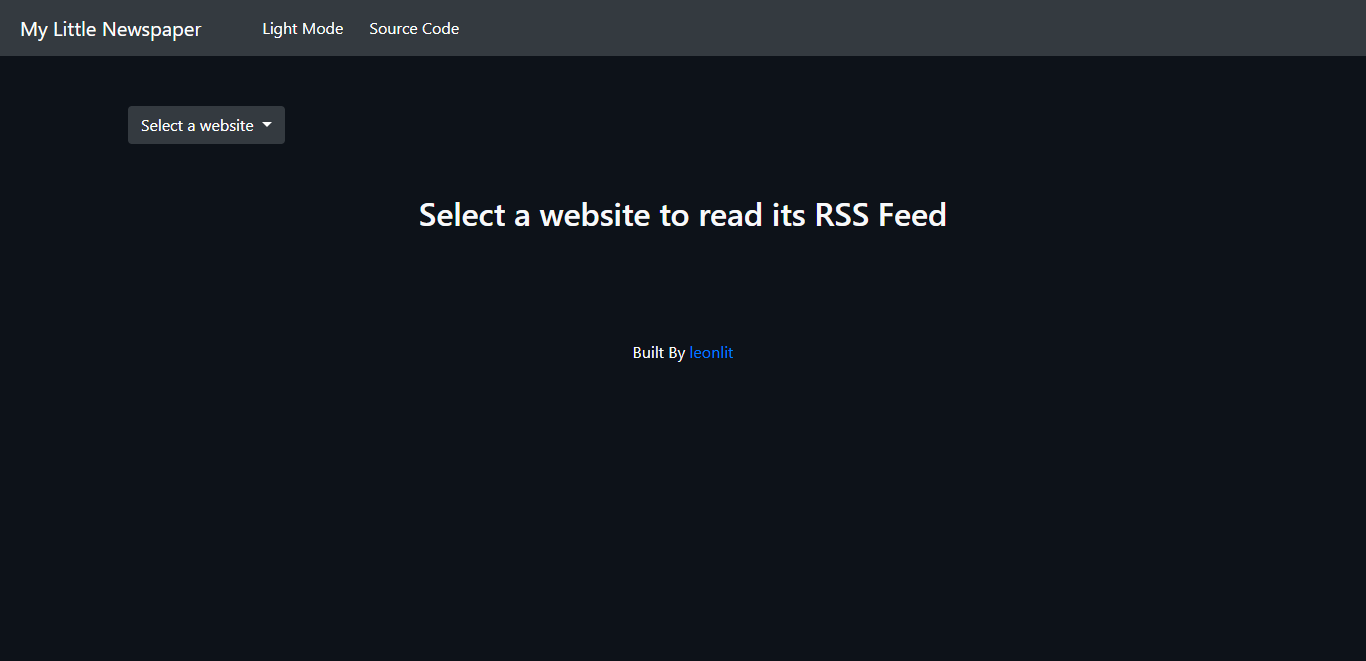 My Little Newspaper Light Mode Source Code
Select a website
Select a website to read its RSS Feed
Built By leonlit